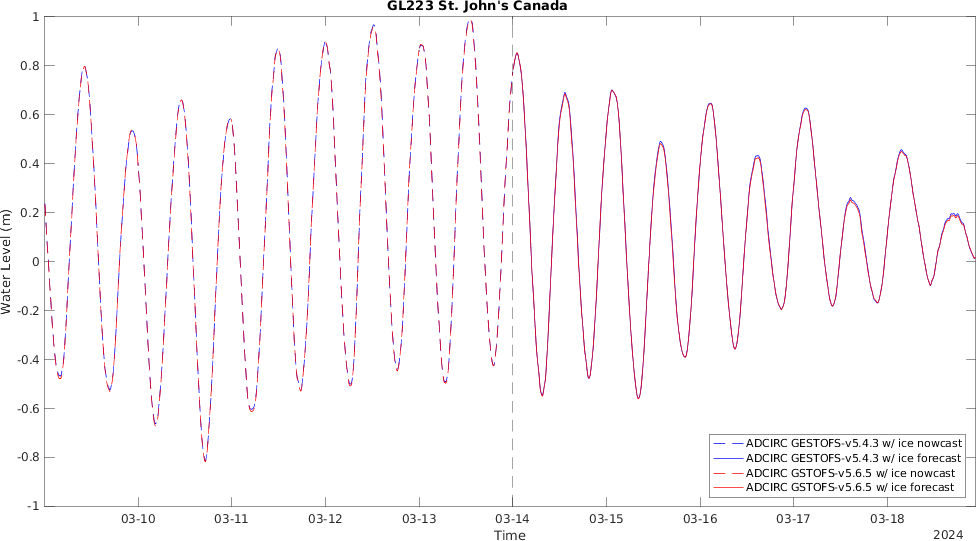 GL223 St. John's Canada
1
0.8
0.6
0.4
0.2
0
-0.2
-0.4
-0.6
-0.8
-1
Water Level (m)
ADCIRC GESTOFS-v5.4.3 w/ ice nowcast
ADCIRC GESTOFS-v5.4.3 w/ ice forecast
ADCIRC GSTOFS-v5.6.5 w/ ice nowcast
ADCIRC GSTOFS-v5.6.5 w/ ice forecast
03-10 03-11 03-12 03-13 03-14 03-15 03-16 03-17 03-18
Time
2024